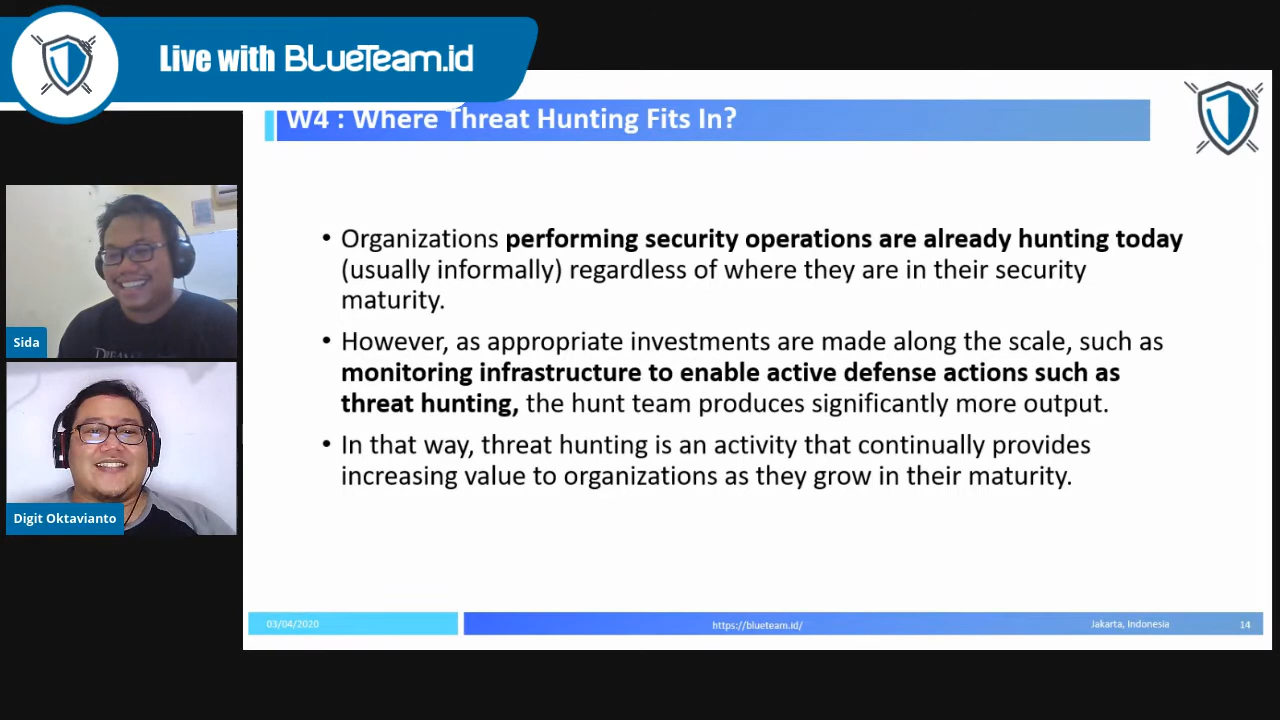 Live with BLUETeam.id
W4 : Where Threat Hunting Fits In?
• Organizations performing security operations are already hunting today
(usually informally) regardless of where they are in their security
maturity.
• However, as appropriate investments are made along the scale, such as
monitoring infrastructure to enable active defense actions such as
threat hunting, the hunt team produces significantly more output.
• In that way, threat hunting is an activity that continually provides
increasing value to organizations as they grow in their maturity.
Sida
Digit Oktavianto
03/04/2020
https://blueteam.id/
Jakarta, Indonesia
14